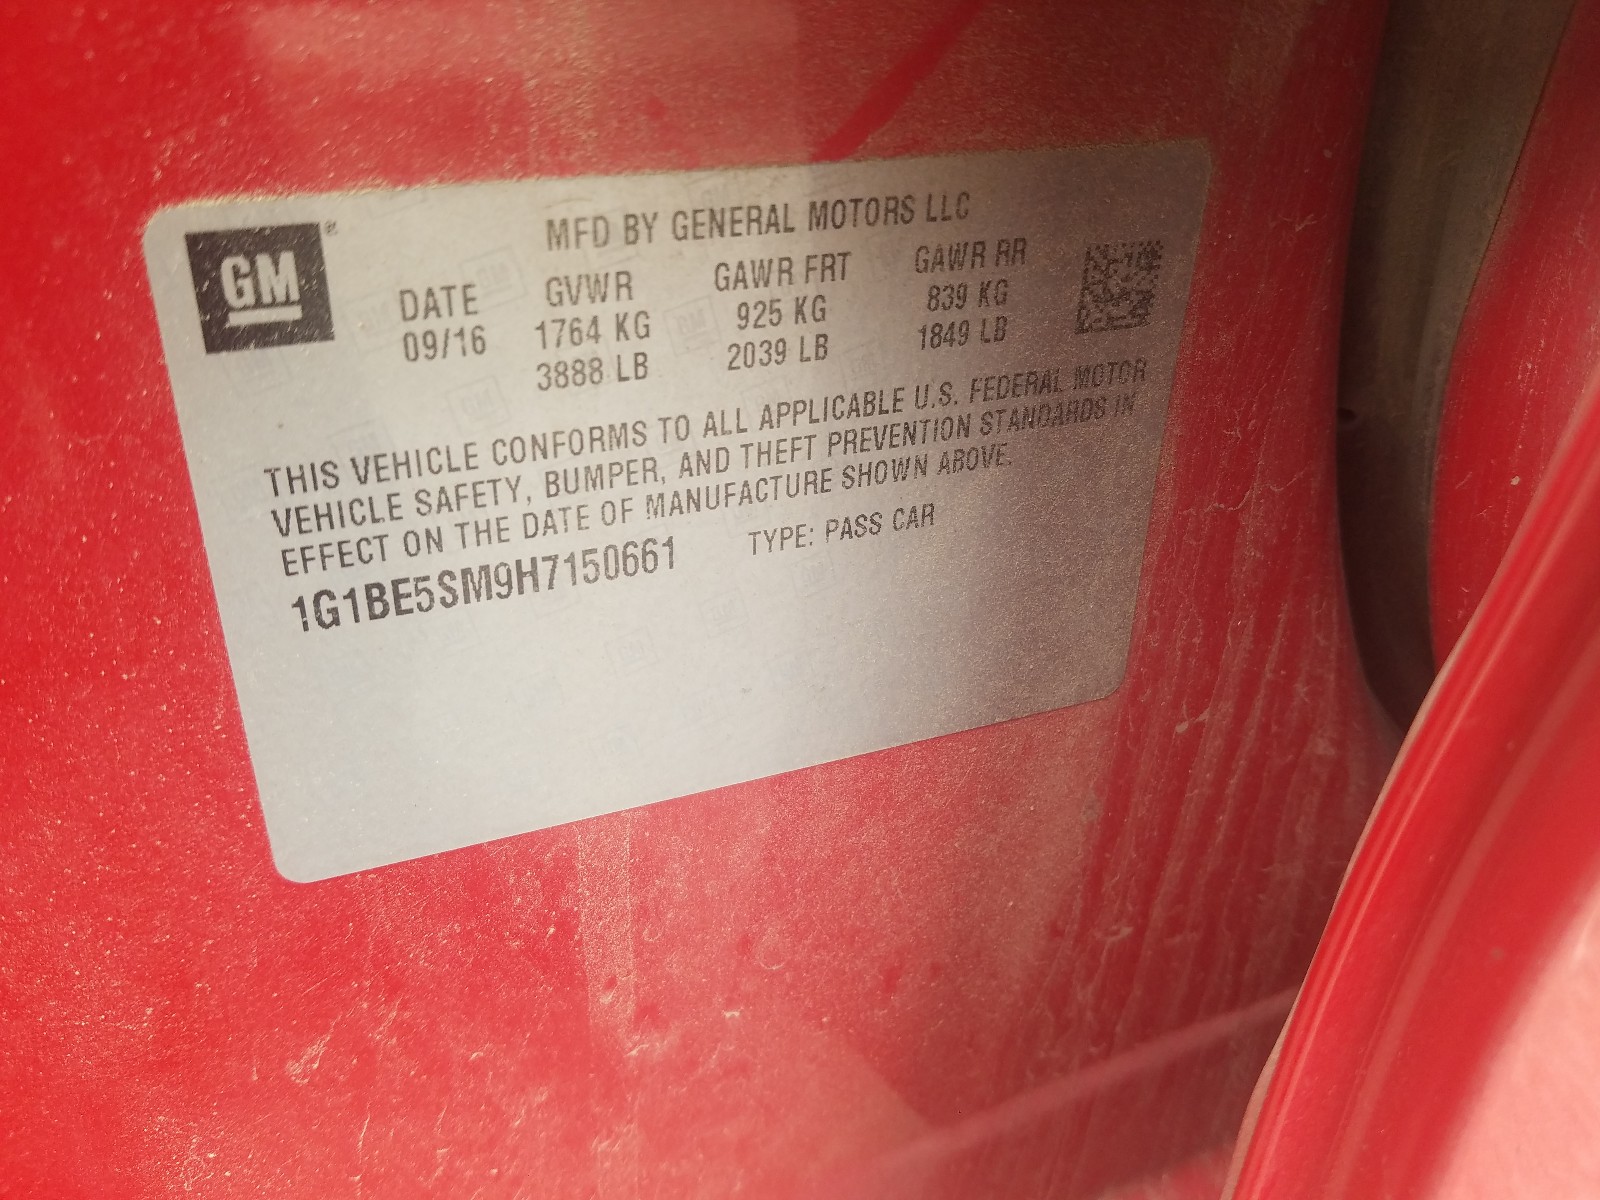 GM ®
MFD BY GENERAL MOTORS LLC
DATE GVWR GAWR FRT GAWR RR
09/16 1764 KG 925 KG 839 KG
3888 LB 2039 LB 1849 LB
THIS VEHICLE CONFORMS TO ALL APPLICABLE U.S. FEDERAL MOTOR
VEHICLE SAFETY, BUMPER, AND THEFT PREVENTION STANDARDS IN
EFFECT ON THE DATE OF MANUFACTURE SHOWN ABOVE.
1G1BE5SM9H7150661 TYPE: PASS CAR